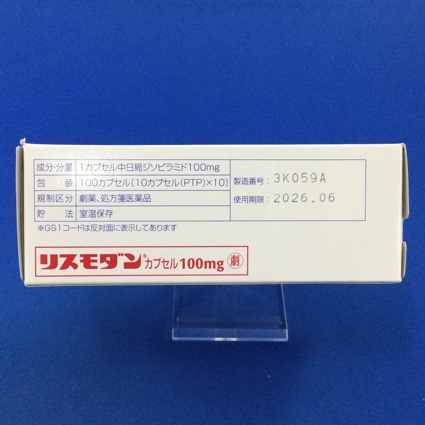 成分・分量 1カプセル中日局ジソピラミド100mg
包　装 100カプセル(10カプセル(PTP)×10)
規制区分 劇薬、処方箋医薬品
貯　法 室温保存
※GS1コードは反対面に表示してあります
製造番号: 3K059A
使用期限: 2026.06
リスモダン®カプセル100mg 劇